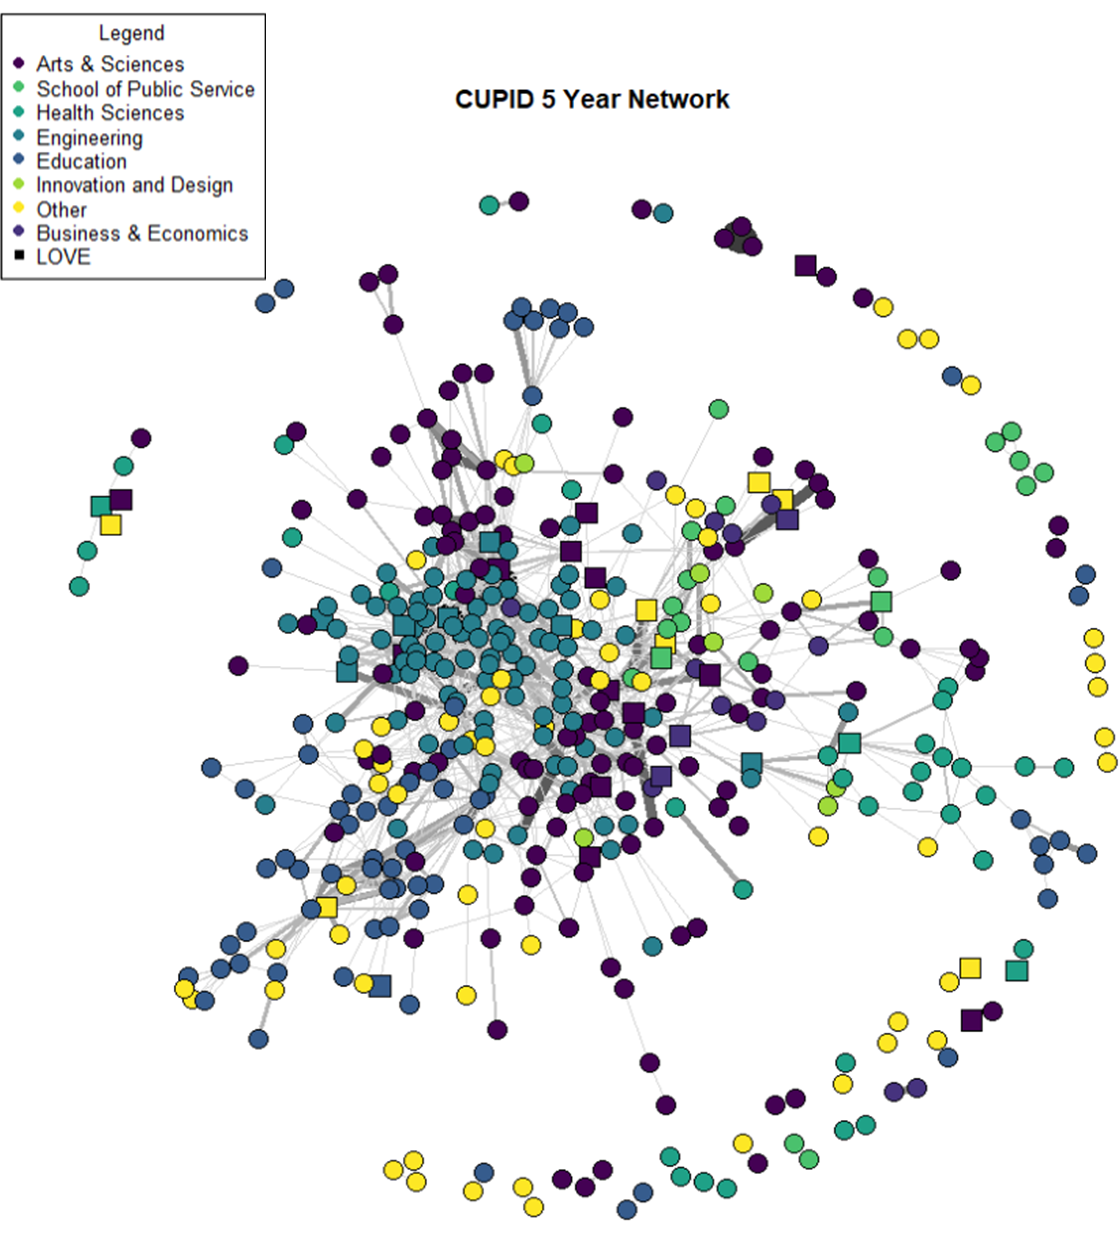 Legend
Arts & Sciences
School of Public Service
Health Sciences
Engineering
Education
Innovation and Design
Other
Business & Economics
LOVE
CUPID 5 Year Network